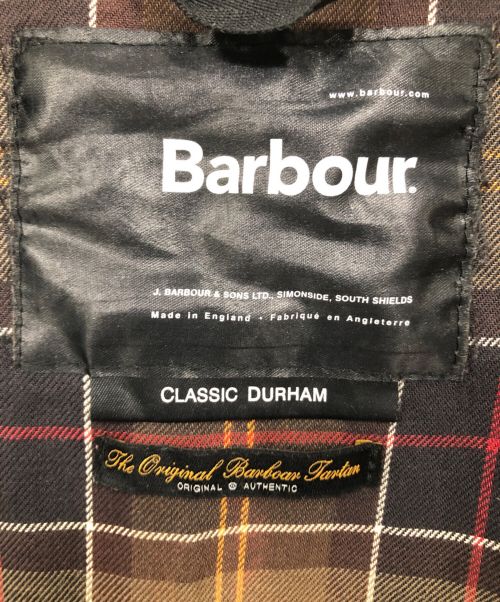 www.barbour.com
Barbour.
J. BARBOUR & SONS LTD., SIMONSIDE, SOUTH SHIELDS
Made in England • Fabriqué en Angleterre
CLASSIC DURHAM
The Original Barbour Tartan
ORIGINAL @ AUTHENTIC